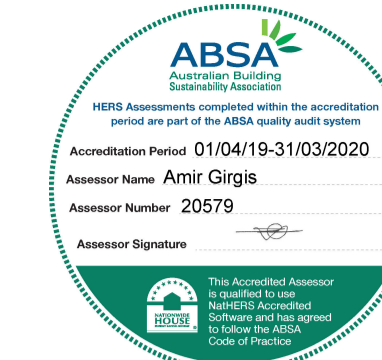 ABSA
Australian Building
Sustainability Association
HERS Assessments completed within the accreditation
period are part of the ABSA quality audit system
Accreditation Period 01/04/19-31/03/2020
Assessor Name Amir Girgis
Assessor Number 20579
Assessor Signature
This Accredited Assessor
is qualified to use
NatHERS Accredited
Software and has agreed
to follow the ABSA
Code of Practice
NATIONWIDE
HOUSE
ENERGY RATING SCHEME